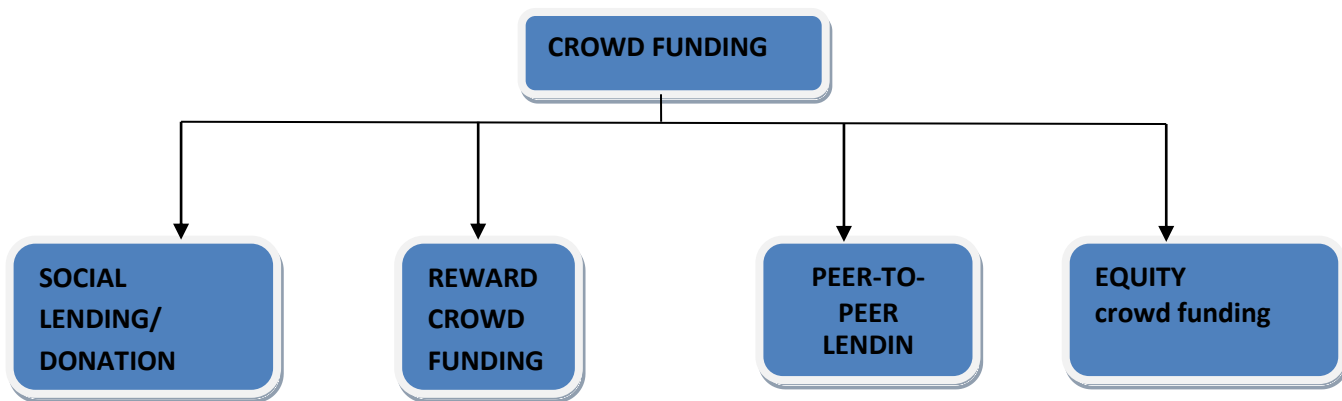 CROWD FUNDING
SOCIAL
LENDING/
DONATION
REWARD
CROWD
FUNDING
PEER-TO-
PEER
LENDIN
EQUITY
crowd funding